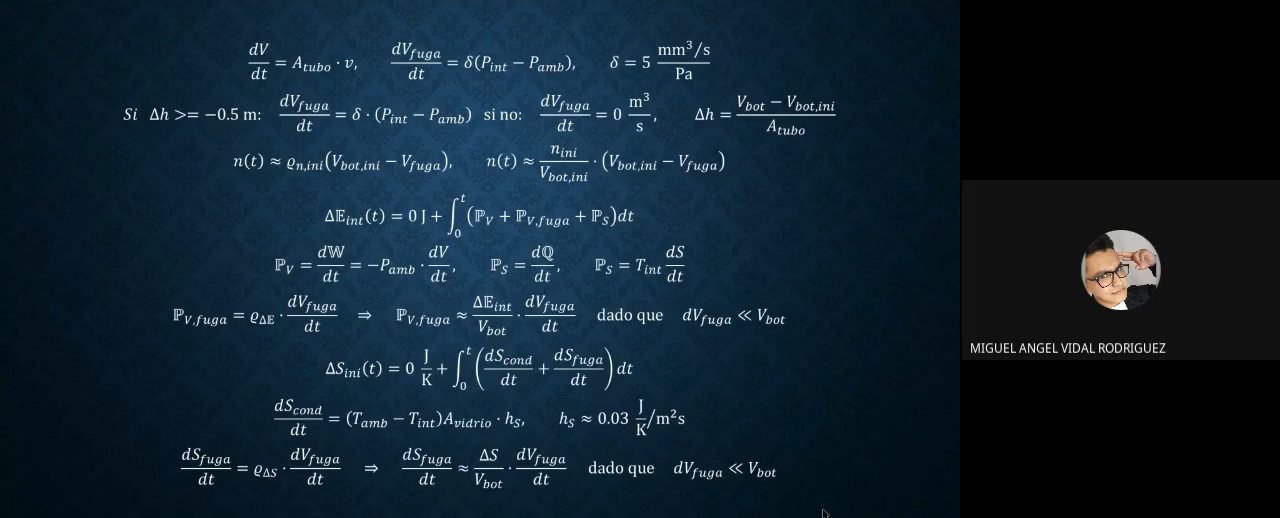 dV/dt = A_tubo · v, dV_fuga/dt = δ(P_int − P_amb), δ = 5 mm³/s / Pa
Si Δh >= −0.5 m: dV_fuga/dt = δ · (P_int − P_amb) si no: dV_fuga/dt = 0 m³/s, Δh = (V_bot − V_bot,ini)/A_tubo
n(t) ≈ ϱ_n,ini(V_bot,ini − V_fuga), n(t) ≈ n_ini/V_bot,ini · (V_bot,ini − V_fuga)
Δ𝔼_int(t) = 0 J + ∫₀ᵗ (ℙ_V + ℙ_V,fuga + ℙ_S)dt
ℙ_V = d𝕎/dt = −P_amb · dV/dt, ℙ_S = dℚ/dt, ℙ_S = T_int dS/dt
ℙ_V,fuga = ϱ_Δ𝔼 · dV_fuga/dt ⇒ ℙ_V,fuga ≈ Δ𝔼_int/V_bot · dV_fuga/dt dado que dV_fuga ≪ V_bot
ΔS_ini(t) = 0 J/K + ∫₀ᵗ (dS_cond/dt + dS_fuga/dt) dt
dS_cond/dt = (T_amb − T_int)A_vidrio · h_S, h_S ≈ 0.03 J/K/m²s
dS_fuga/dt = ϱ_ΔS · dV_fuga/dt ⇒ dS_fuga/dt ≈ ΔS/V_bot · dV_fuga/dt dado que dV_fuga ≪ V_bot
MIGUEL ANGEL VIDAL RODRIGUEZ